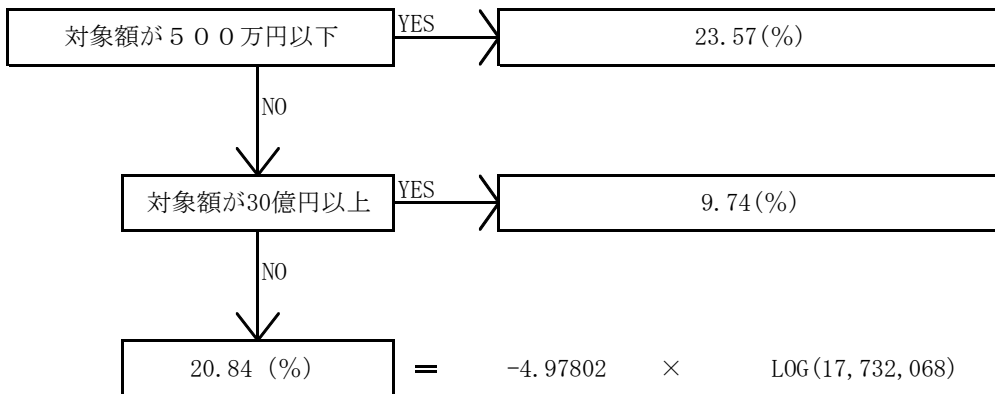 対象額が５００万円以下
YES
23.57(%)
NO
対象額が30億円以上
YES
9.74(%)
NO
20.84 (%) = -4.97802 × LOG(17,732,068)